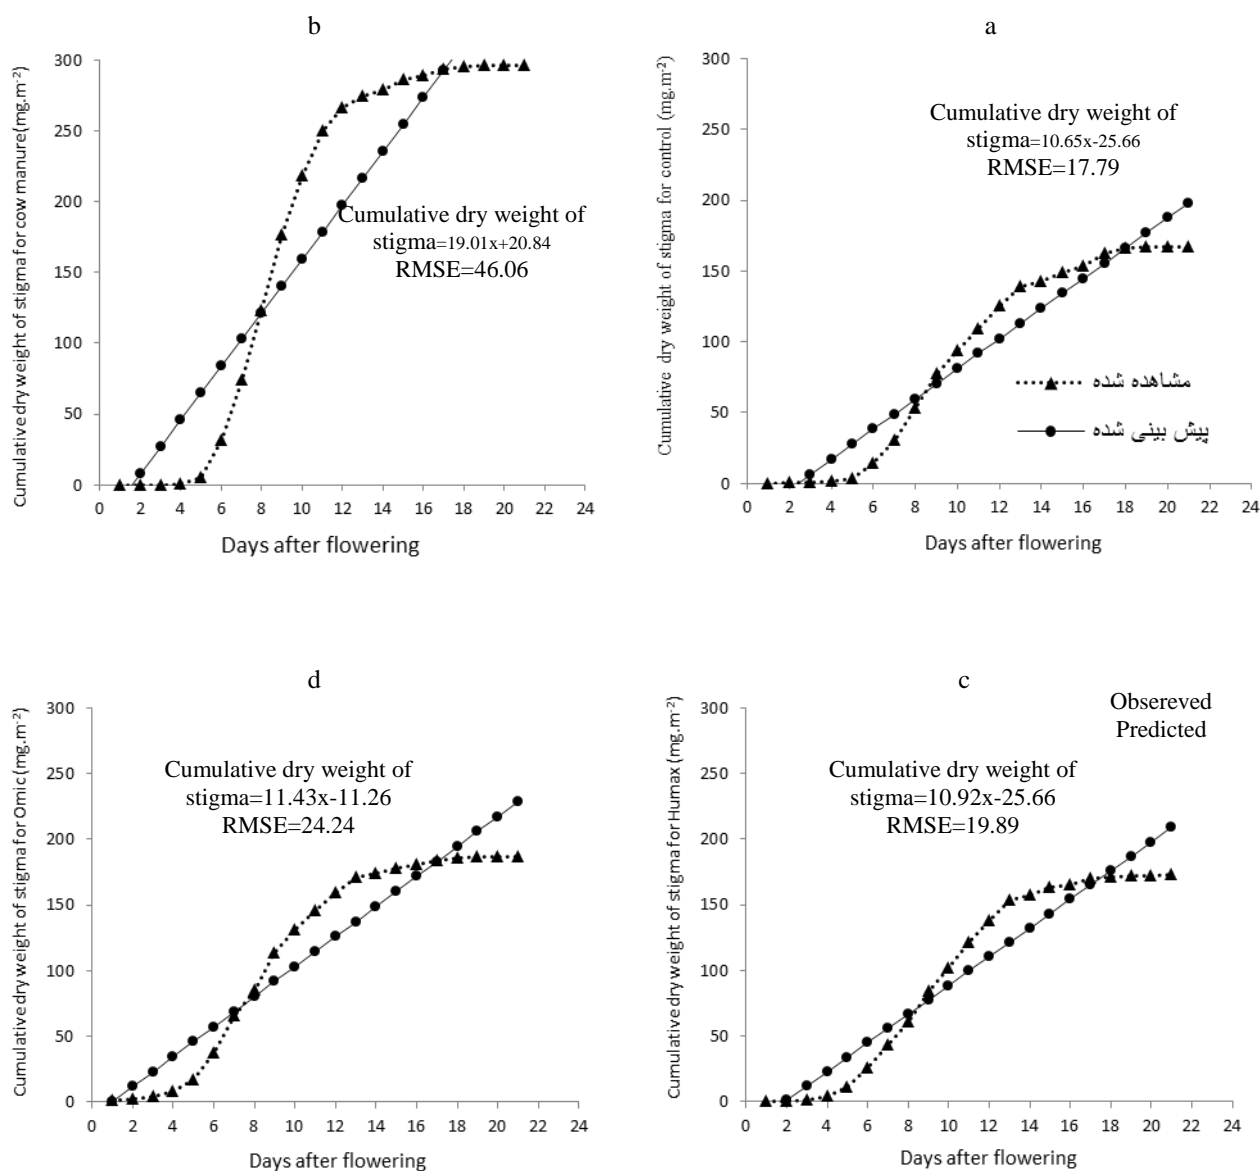 b
Cumulative dry weight of stigma for cow manure(mg.m-2)
300
250
200
150
100
50
0
Cumulative dry weight of
stigma=19.01x+20.84
RMSE=46.06
0 2 4 6 8 10 12 14 16 18 20 22 24
Days after flowering
a
Cumulative dry weight of stigma for control (mg.m-2)
300
250
200
150
100
50
0
Cumulative dry weight of
stigma=10.65x-25.66
RMSE=17.79
مشاهده شده
پیش بینی شده
0 2 4 6 8 10 12 14 16 18 20 22 24
Days after flowering
d
Cumulative dry weight of stigma for Omic(mg.m-2)
300
250
200
150
100
50
0
Cumulative dry weight of
stigma=11.43x-11.26
RMSE=24.24
0 2 4 6 8 10 12 14 16 18 20 22 24
Days after flowering
c
Obsereved
Predicted
Cumulative dry weight of stigma for Humax (mg.m-2)
300
250
200
150
100
50
0
Cumulative dry weight of
stigma=10.92x-25.66
RMSE=19.89
0 2 4 6 8 10 12 14 16 18 20 22 24
Days after flowering